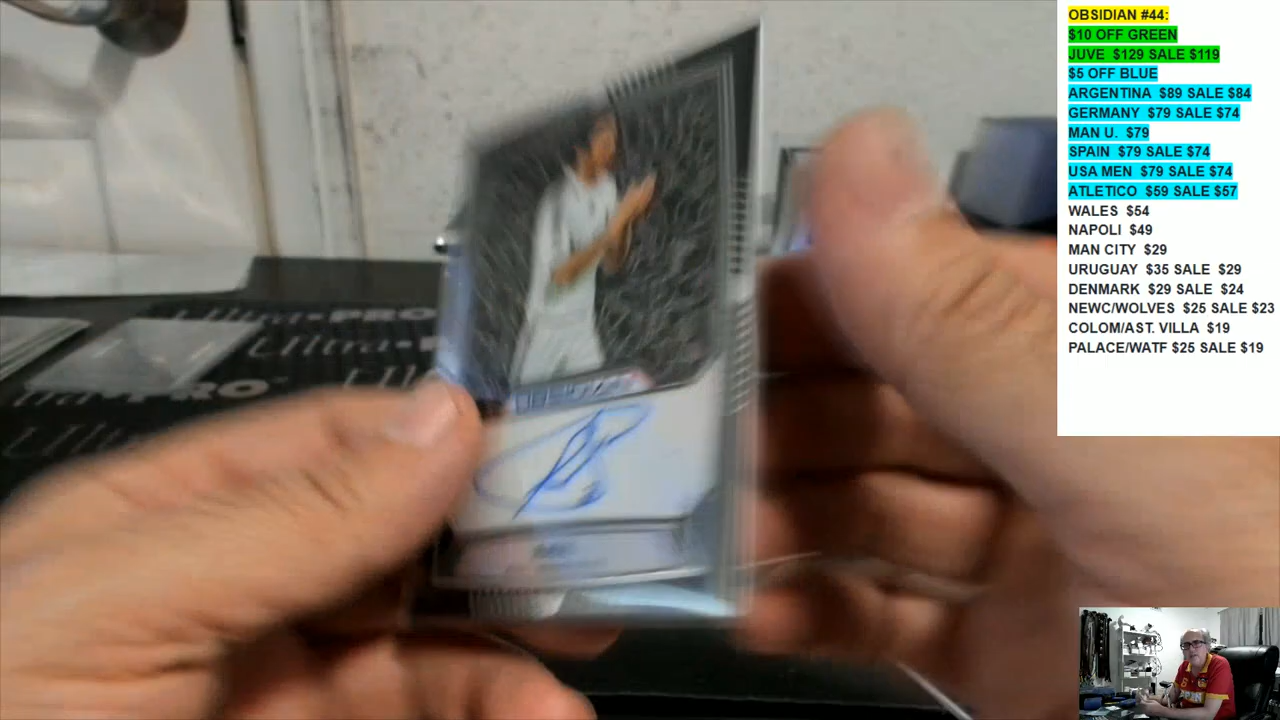 OBSIDIAN #44:
$10 OFF GREEN
JUVE $129 SALE $119
$5 OFF BLUE
ARGENTINA $89 SALE $84
GERMANY $79 SALE $74
MAN U. $79
SPAIN $79 SALE $74
USA MEN $79 SALE $74
ATLETICO $59 SALE $57
WALES $54
NAPOLI $49
MAN CITY $29
URUGUAY $35 SALE $29
DENMARK $29 SALE $24
NEWC/WOLVES $25 SALE $23
COLOM/AST. VILLA $19
PALACE/WATF $25 SALE $19
Ultra PRO
Ultra